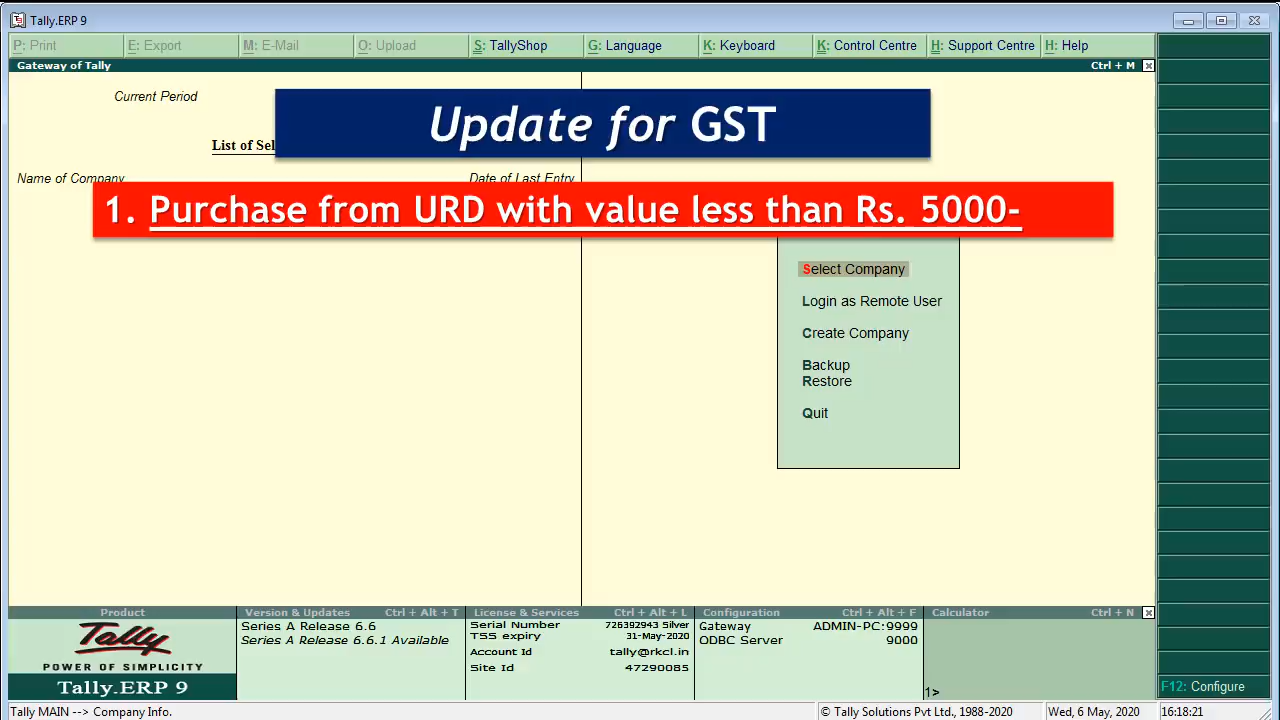 Tally.ERP 9
P: Print
E: Export
M: E-Mail
O: Upload
S: TallyShop
G: Language
K: Keyboard
K: Control Centre
H: Support Centre
H: Help
Gateway of Tally
Ctrl + M
Current Period
Update for GST
List of Sel
Name of Company
Date of Last Entry
1. Purchase from URD with value less than Rs. 5000-
Select Company
Login as Remote User
Create Company
Backup
Restore
Quit
Product
Tally
POWER OF SIMPLICITY
Tally.ERP 9
Version & Updates Ctrl + Alt + T
Series A Release 6.6
Series A Release 6.6.1 Available
License & Services Ctrl + Alt + L
Serial Number 726392943 Silver
TSS expiry 31-May-2020
Account Id tally@rkcl.in
Site Id 47290085
Configuration Ctrl + Alt + F
Gateway ADMIN-PC:9999
ODBC Server 9000
Calculator Ctrl + N
1>
F12: Configure
Tally MAIN --> Company Info.
© Tally Solutions Pvt Ltd., 1988-2020
Wed, 6 May, 2020
16:18:21